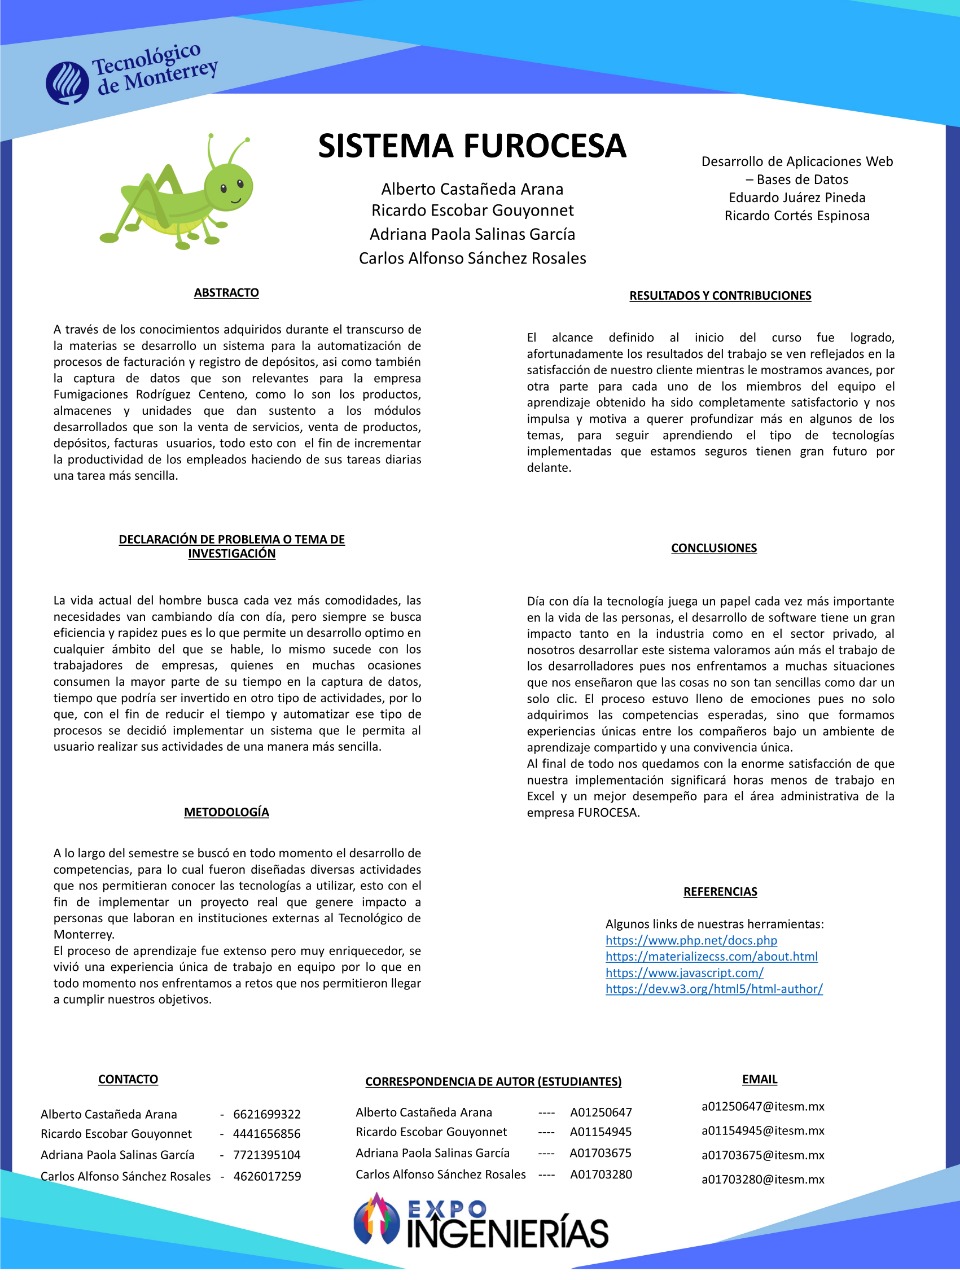 Tecnológico
de Monterrey
SISTEMA FUROCESA
Alberto Castañeda Arana
Ricardo Escobar Gouyonnet
Adriana Paola Salinas García
Carlos Alfonso Sánchez Rosales
Desarrollo de Aplicaciones Web
– Bases de Datos
Eduardo Juárez Pineda
Ricardo Cortés Espinosa
ABSTRACTO
A través de los conocimientos adquiridos durante el transcurso de
la materias se desarrollo un sistema para la automatización de
procesos de facturación y registro de depósitos, asi como también
la captura de datos que son relevantes para la empresa
Fumigaciones Rodríguez Centeno, como lo son los productos,
almacenes y unidades que dan sustento a los módulos
desarrollados que son la venta de servicios, venta de productos,
depósitos, facturas usuarios, todo esto con el fin de incrementar
la productividad de los empleados haciendo de sus tareas diarias
una tarea más sencilla.
DECLARACIÓN DE PROBLEMA O TEMA DE
INVESTIGACIÓN
La vida actual del hombre busca cada vez más comodidades, las
necesidades van cambiando día con día, pero siempre se busca
eficiencia y rapidez pues es lo que permite un desarrollo optimo en
cualquier ámbito del que se hable, lo mismo sucede con los
trabajadores de empresas, quienes en muchas ocasiones
consumen la mayor parte de su tiempo en la captura de datos,
tiempo que podría ser invertido en otro tipo de actividades, por lo
que, con el fin de reducir el tiempo y automatizar ese tipo de
procesos se decidió implementar un sistema que le permita al
usuario realizar sus actividades de una manera más sencilla.
METODOLOGÍA
A lo largo del semestre se buscó en todo momento el desarrollo de
competencias, para lo cual fueron diseñadas diversas actividades
que nos permitieran conocer las tecnologías a utilizar, esto con el
fin de implementar un proyecto real que genere impacto a
personas que laboran en instituciones externas al Tecnológico de
Monterrey.
El proceso de aprendizaje fue extenso pero muy enriquecedor, se
vivió una experiencia única de trabajo en equipo por lo que en
todo momento nos enfrentamos a retos que nos permitieron llegar
a cumplir nuestros objetivos.
RESULTADOS Y CONTRIBUCIONES
El alcance definido al inicio del curso fue logrado,
afortunadamente los resultados del trabajo se ven reflejados en la
satisfacción de nuestro cliente mientras le mostramos avances, por
otra parte para cada uno de los miembros del equipo el
aprendizaje obtenido ha sido completamente satisfactorio y nos
impulsa y motiva a querer profundizar más en algunos de los
temas, para seguir aprendiendo el tipo de tecnologías
implementadas que estamos seguros tienen gran futuro por
delante.
CONCLUSIONES
Día con día la tecnología juega un papel cada vez más importante
en la vida de las personas, el desarrollo de software tiene un gran
impacto tanto en la industria como en el sector privado, al
nosotros desarrollar este sistema valoramos aún más el trabajo de
los desarrolladores pues nos enfrentamos a muchas situaciones
que nos enseñaron que las cosas no son tan sencillas como dar un
solo clic. El proceso estuvo lleno de emociones pues no solo
adquirimos las competencias esperadas, sino que formamos
experiencias únicas entre los compañeros bajo un ambiente de
aprendizaje compartido y una convivencia única.
Al final de todo nos quedamos con la enorme satisfacción de que
nuestra implementación significará horas menos de trabajo en
Excel y un mejor desempeño para el área administrativa de la
empresa FUROCESA.
REFERENCIAS
Algunos links de nuestras herramientas:
https://www.php.net/docs.php
https://materializecss.com/about.html
https://www.javascript.com/
https://dev.w3.org/html5/html-author/
CONTACTO
Alberto Castañeda Arana - 6621699322
Ricardo Escobar Gouyonnet - 4441656856
Adriana Paola Salinas García - 7721395104
Carlos Alfonso Sánchez Rosales - 4626017259
CORRESPONDENCIA DE AUTOR (ESTUDIANTES)
Alberto Castañeda Arana ---- A01250647
Ricardo Escobar Gouyonnet ---- A01154945
Adriana Paola Salinas García ---- A01703675
Carlos Alfonso Sánchez Rosales ---- A01703280
EMAIL
a01250647@itesm.mx
a01154945@itesm.mx
a01703675@itesm.mx
a01703280@itesm.mx
EXPO
INGENIERÍAS